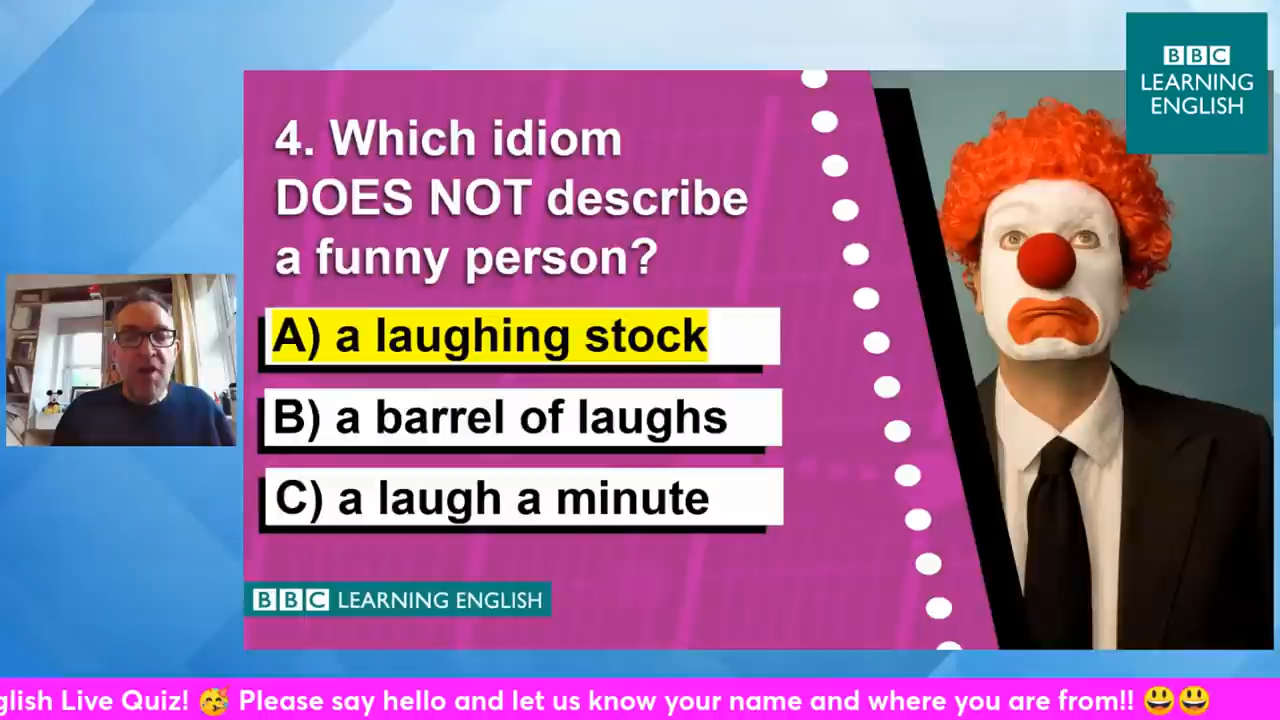 BBC
LEARNING
ENGLISH
4. Which idiom
DOES NOT describe
a funny person?
A) a laughing stock
B) a barrel of laughs
C) a laugh a minute
BBC LEARNING ENGLISH
glish Live Quiz! 🥳 Please say hello and let us know your name and where you are from!! 😃😃